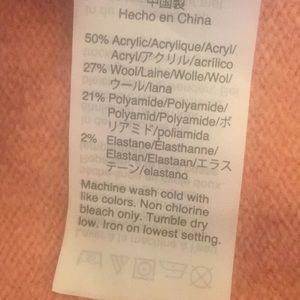 中国製
Hecho en China
50% Acrylic/Acrylique/Acryl/
Acryl/アクリル/acrílico
27% Wool/Laine/Wolle/Wol/
ウール/lana
21% Polyamide/Polyamide/
Polyamid/Polyamide/ポ
リアミド/poliamida
2% Elastane/Elasthanne/
Elastan/Elastaan/エラス
テーン/elastano
Machine wash cold with
like colors. Non chlorine
bleach only. Tumble dry
low. Iron on lowest setting.